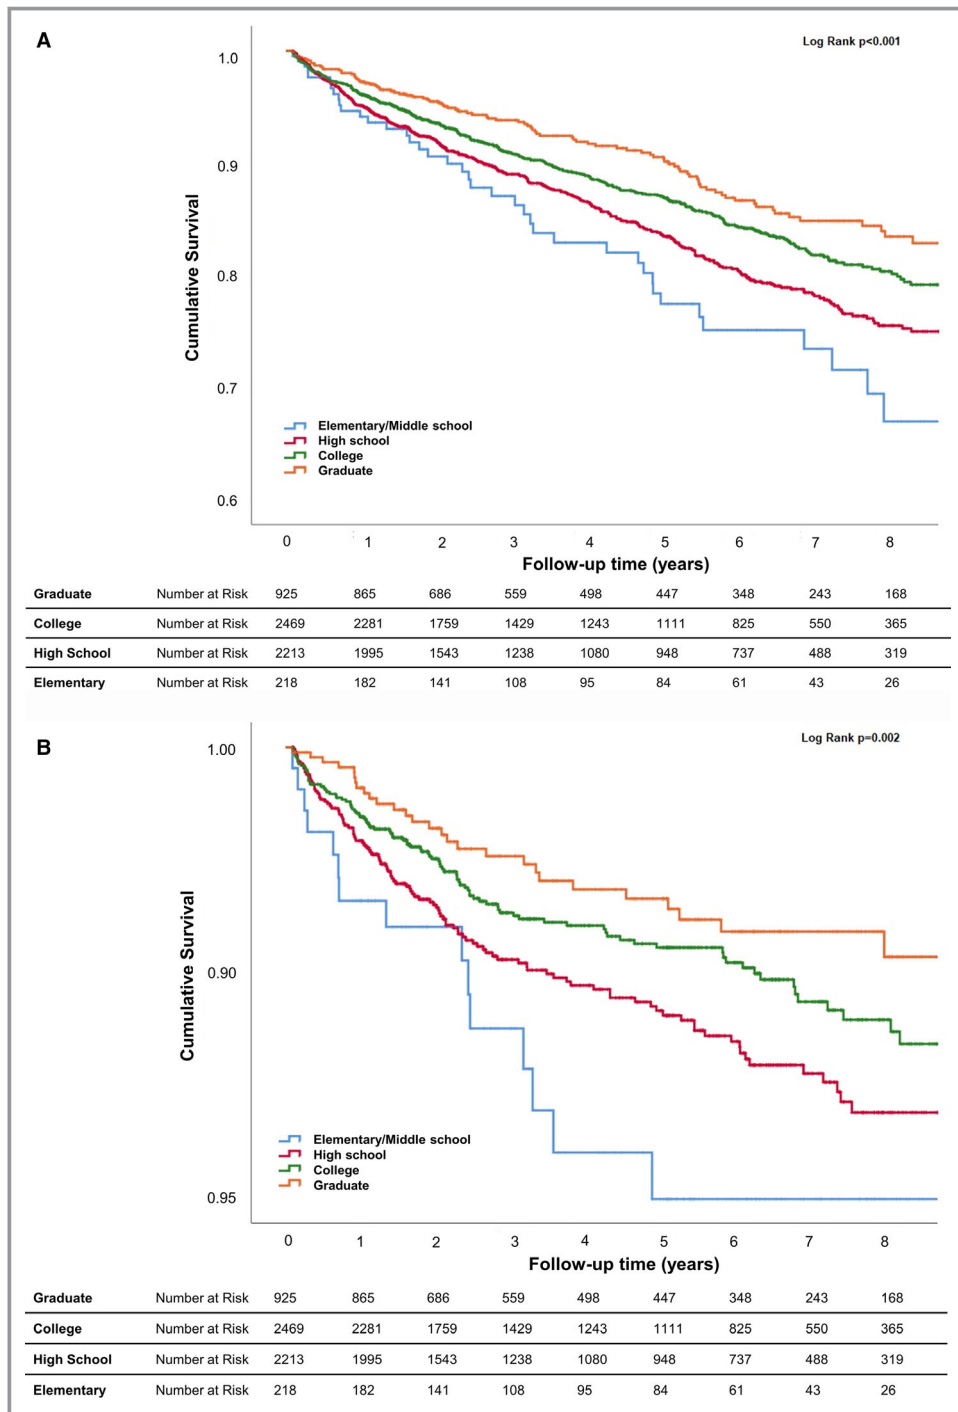 A
Log Rank p<0.001
1.0
0.9
0.8
0.7
0.6
Cumulative Survival
Elementary/Middle school
High school
College
Graduate
0 1 2 3 4 5 6 7 8
Follow-up time (years)
Graduate Number at Risk 925 865 686 559 498 447 348 243 168
College Number at Risk 2469 2281 1759 1429 1243 1111 825 550 365
High School Number at Risk 2213 1995 1543 1238 1080 948 737 488 319
Elementary Number at Risk 218 182 141 108 95 84 61 43 26
B
Log Rank p=0.002
1.00
0.90
0.95
Cumulative Survival
Elementary/Middle school
High school
College
Graduate
0 1 2 3 4 5 6 7 8
Follow-up time (years)
Graduate Number at Risk 925 865 686 559 498 447 348 243 168
College Number at Risk 2469 2281 1759 1429 1243 1111 825 550 365
High School Number at Risk 2213 1995 1543 1238 1080 948 737 488 319
Elementary Number at Risk 218 182 141 108 95 84 61 43 26